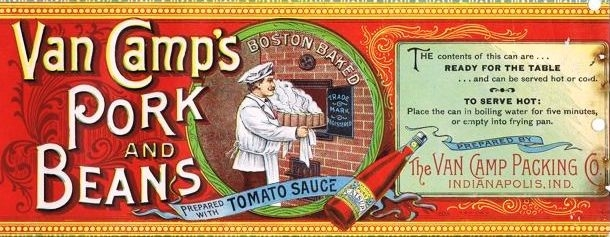 Van Camp's
PORK
AND
BEANS
BOSTON BAKED
TRADE
MARK
REGISTERED
PREPARED
WITH
TOMATO SAUCE
THE contents of this can are . . .
READY FOR THE TABLE
. . . and can be served hot or cold.
TO SERVE HOT:
Place the can in boiling water for five minutes,
or empty into frying pan.
PREPARED BY
The VAN CAMP PACKING CO.
INDIANAPOLIS, IND.